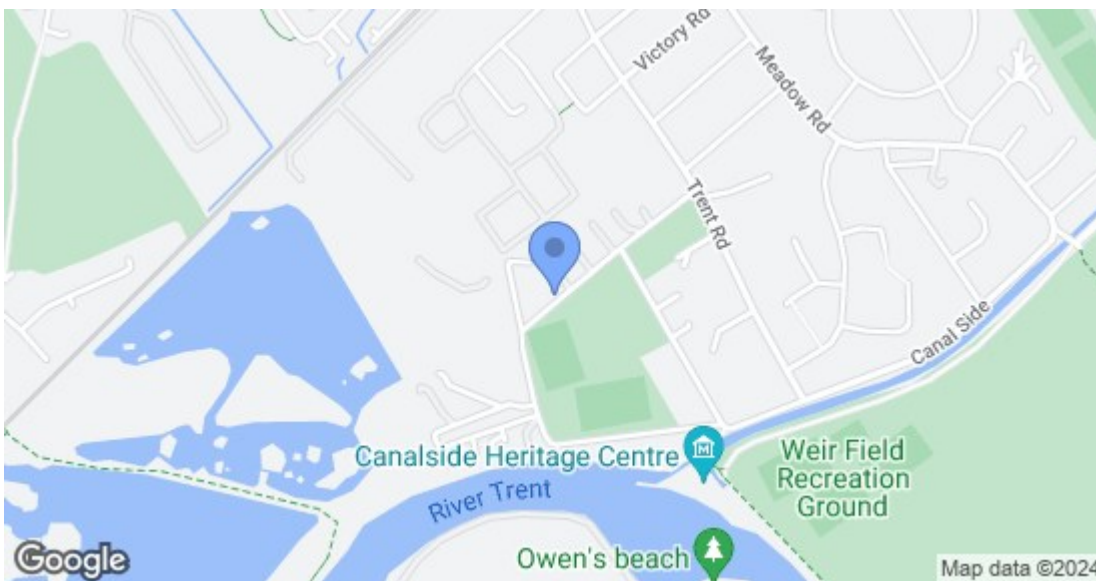 Victory Rd
Meadow Rd
Trent Rd
Canal Side
Canalside Heritage Centre
Weir Field
Recreation
Ground
River Trent
Owen's beach
Google
Map data ©2024